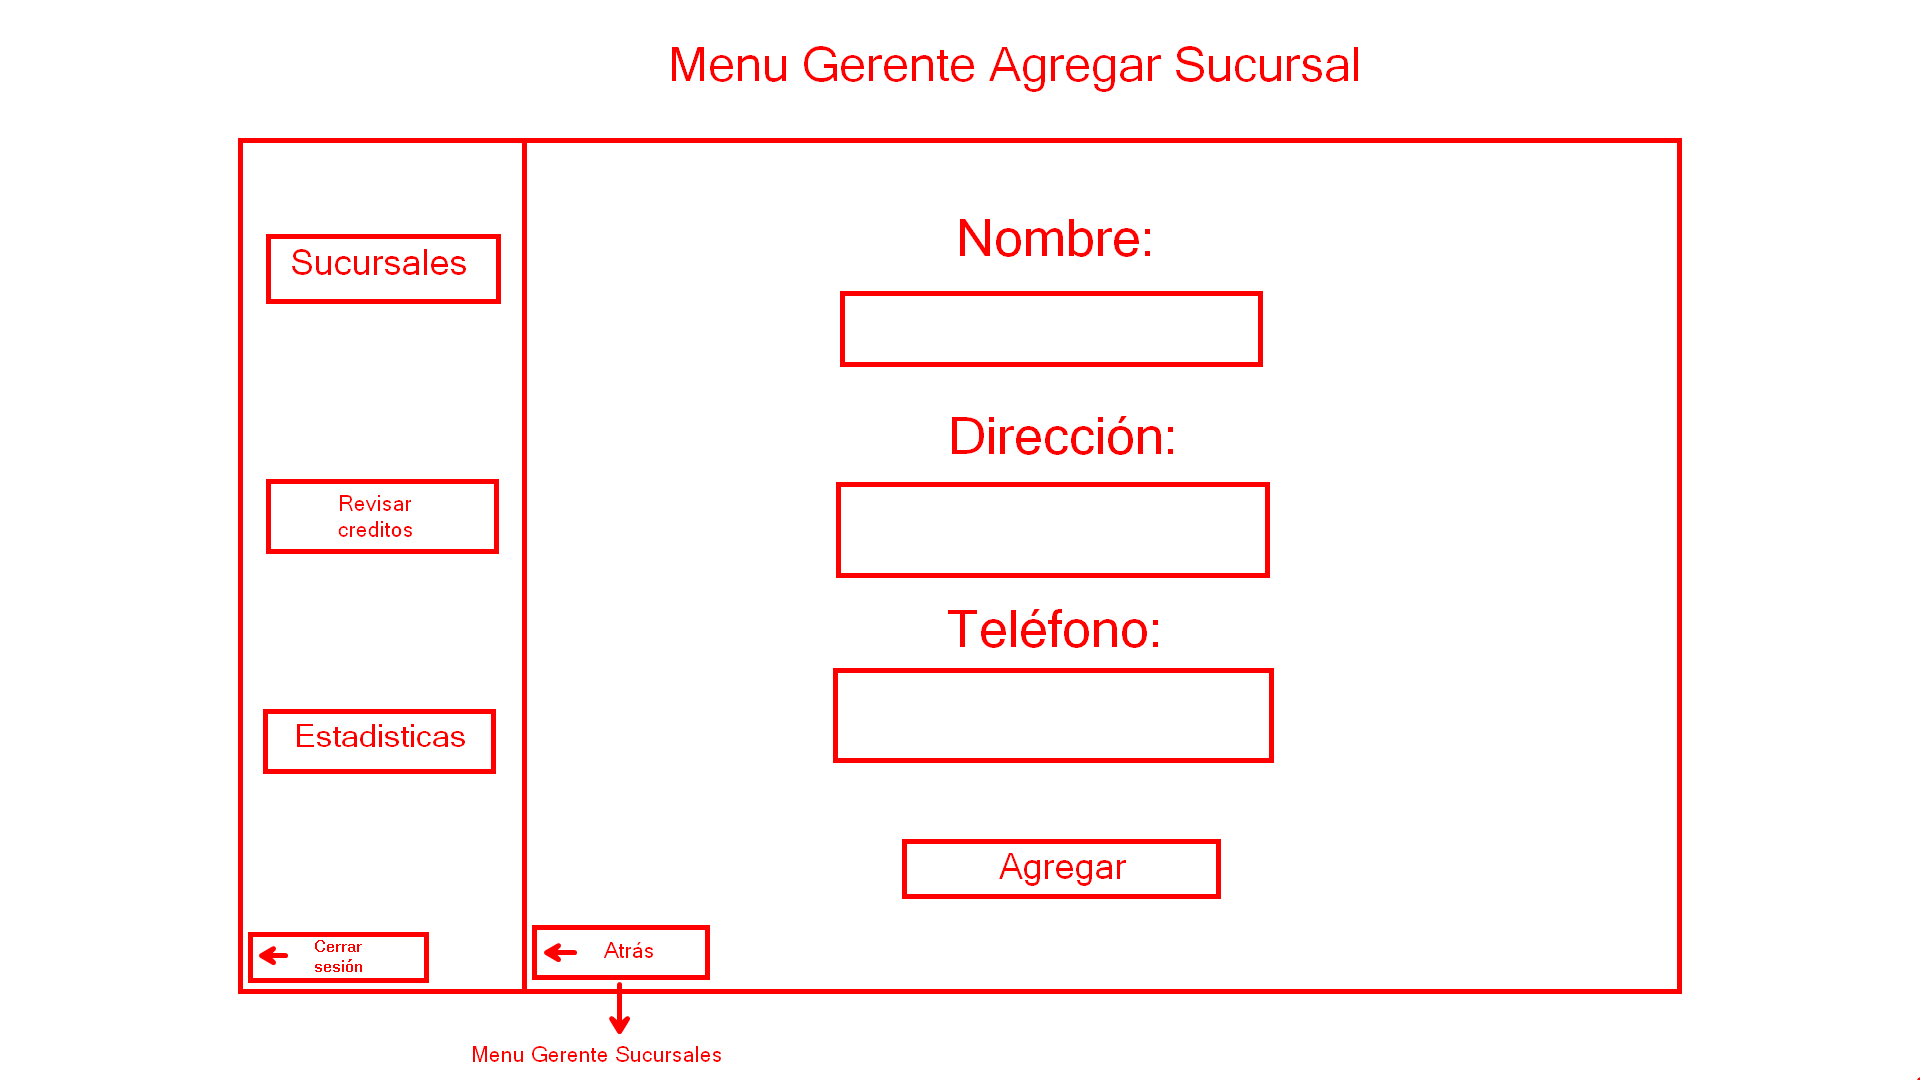 Menu Gerente Agregar Sucursal
Sucursales
Revisar
creditos
Estadisticas
Cerrar
sesión
Nombre:
Dirección:
Teléfono:
Agregar
Atrás
Menu Gerente Sucursales